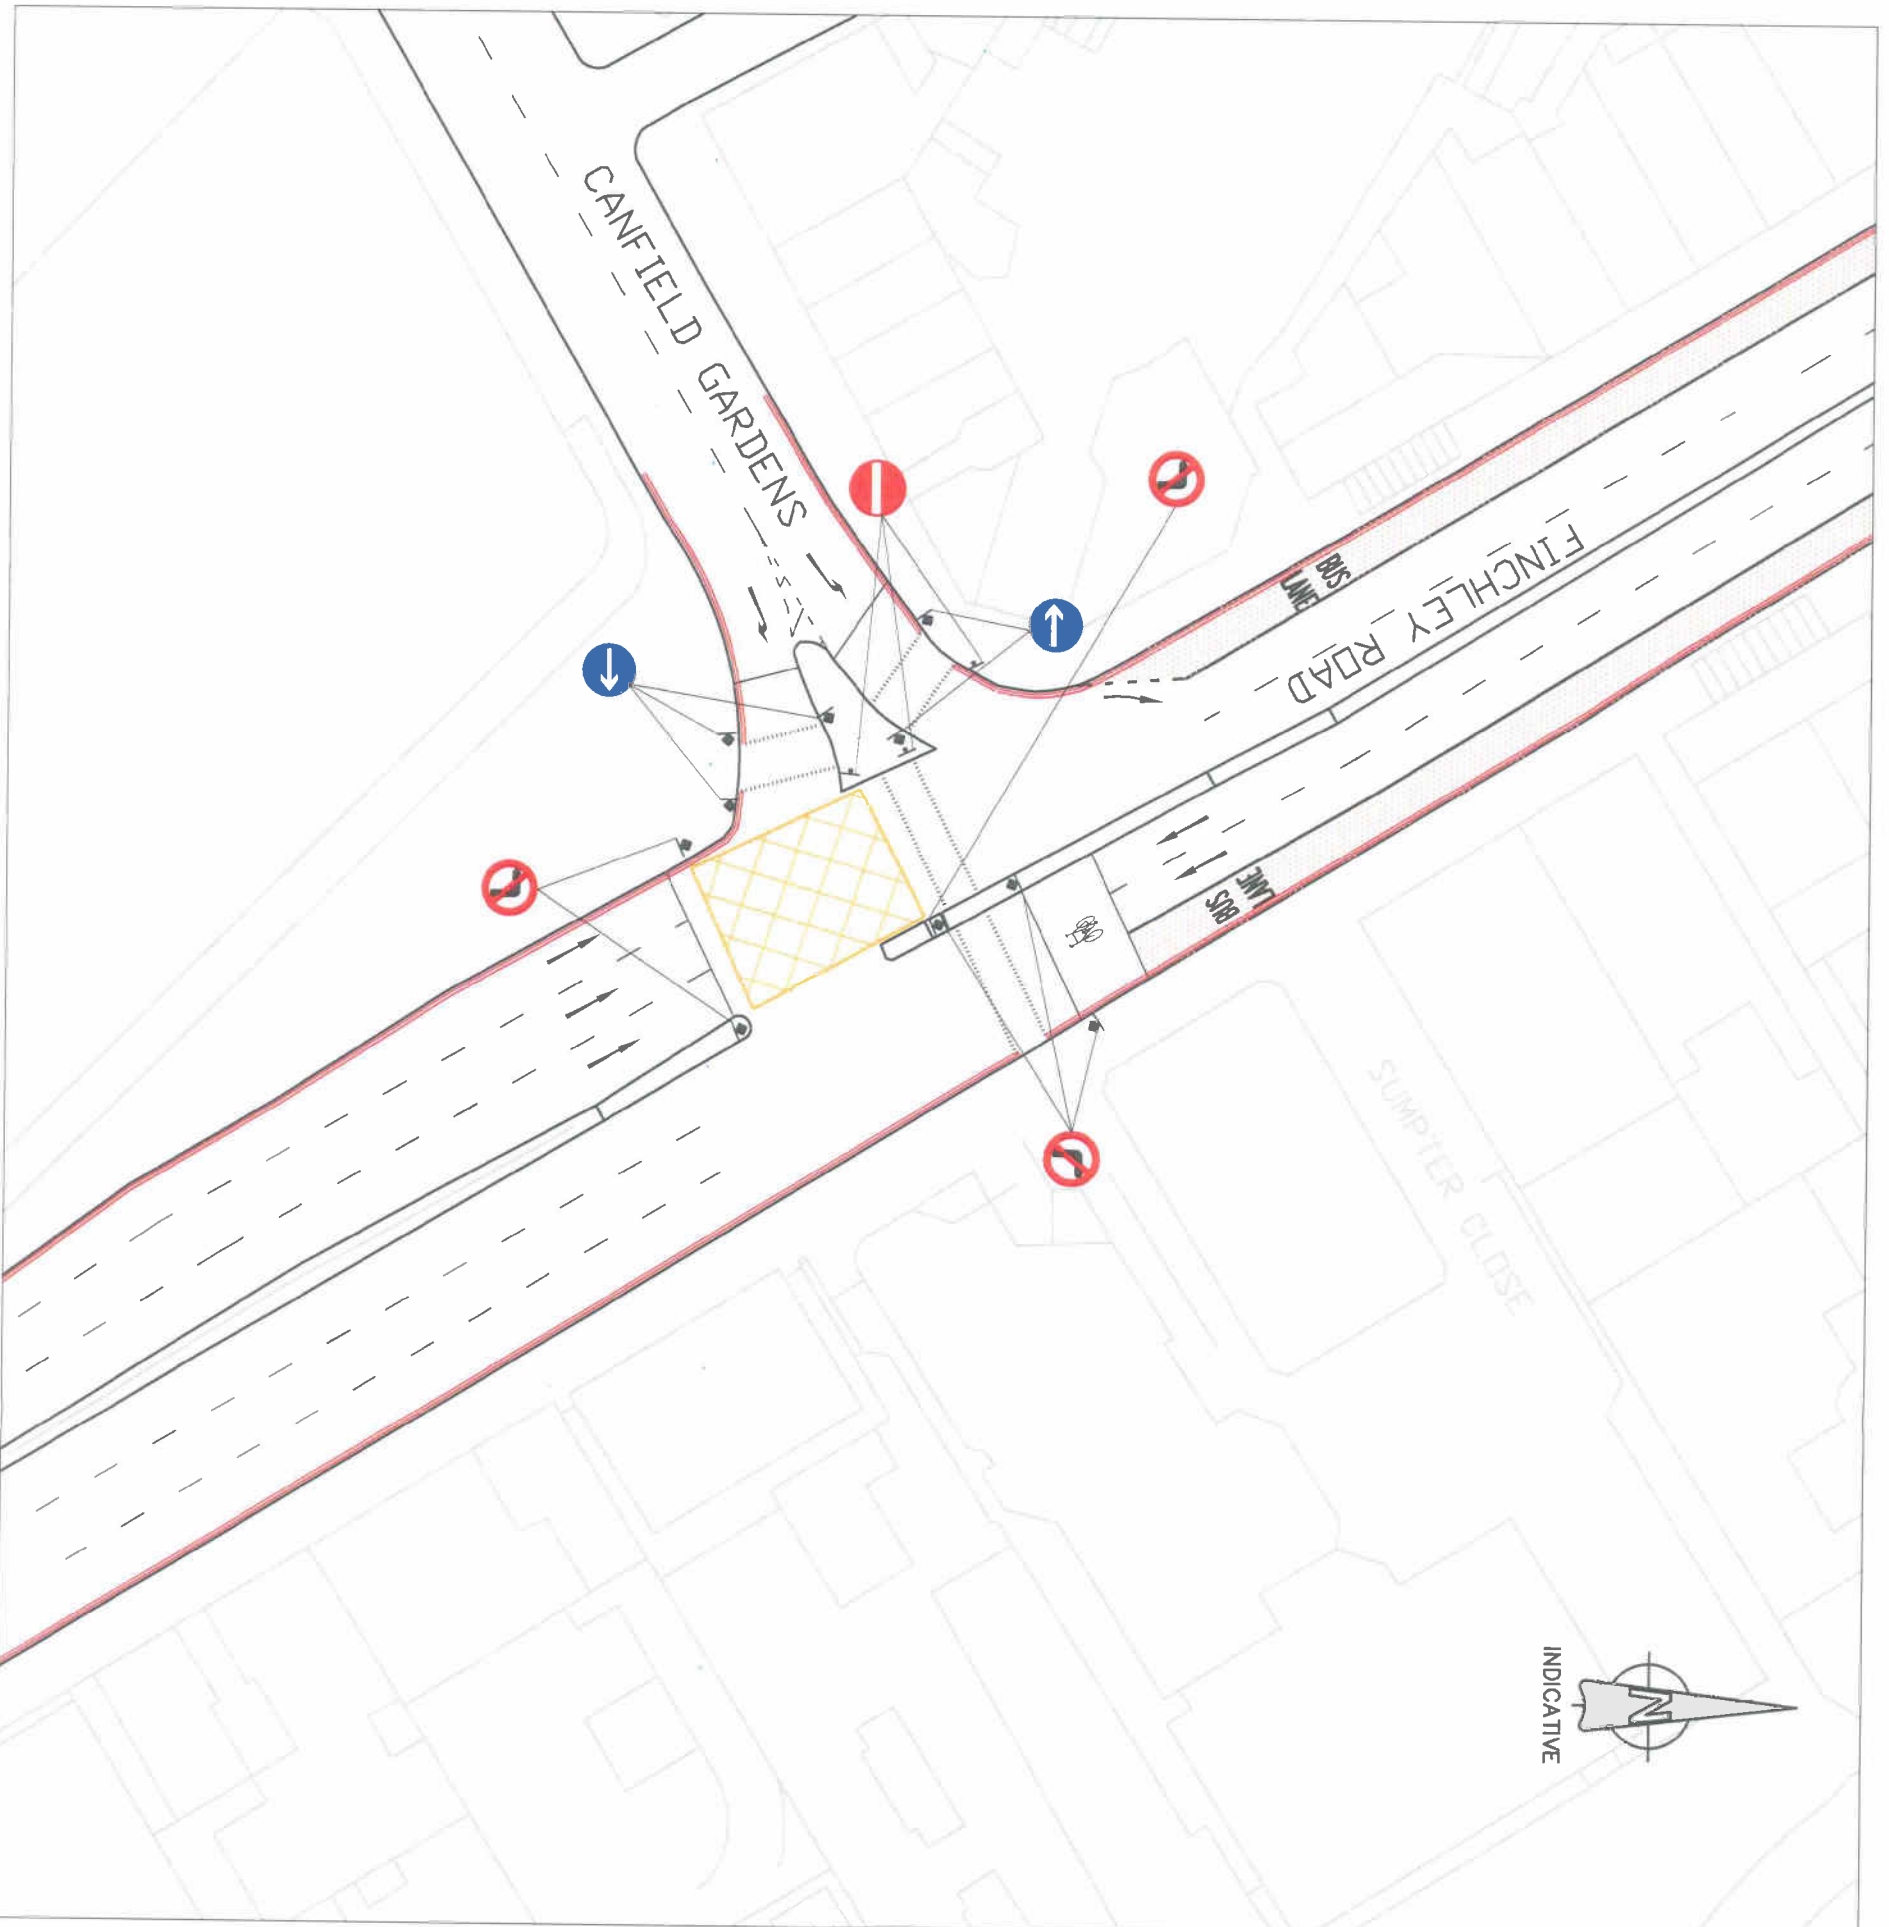 CANFIELD GARDENS
FINCHLEY ROAD
BUS
LANE
BUS
LANE
SUMPTER CLOSE
N
INDICATIVE